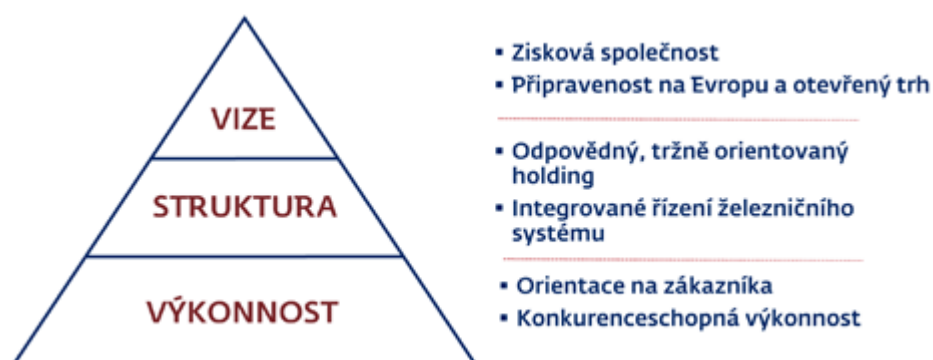 VIZE
▪ Zisková společnost
▪ Připravenost na Evropu a otevřený trh
STRUKTURA
▪ Odpovědný, tržně orientovaný
holding
▪ Integrované řízení železničního
systému
VÝKONNOST
▪ Orientace na zákazníka
▪ Konkurenceschopná výkonnost